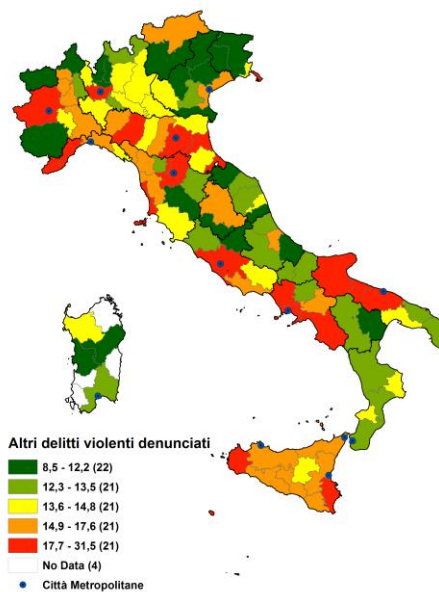 Altri delitti violenti denunciati
8,5 - 12,2 (22)
12,3 - 13,5 (21)
13,6 - 14,8 (21)
14,9 - 17,6 (21)
17,7 - 31,5 (21)
No Data (4)
Città Metropolitane